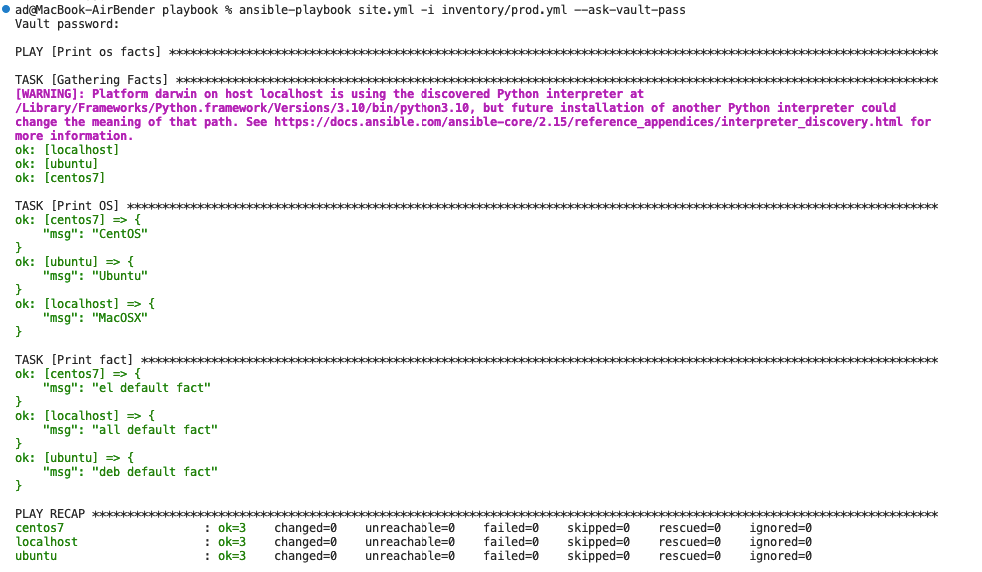 ad@MacBook-AirBender playbook % ansible-playbook site.yml -i inventory/prod.yml --ask-vault-pass
Vault password:
PLAY [Print os facts] **************************************************************************************************************
TASK [Gathering Facts] *************************************************************************************************************
[WARNING]: Platform darwin on host localhost is using the discovered Python interpreter at
/Library/Frameworks/Python.framework/Versions/3.10/bin/python3.10, but future installation of another Python interpreter could
change the meaning of that path. See https://docs.ansible.com/ansible-core/2.15/reference_appendices/interpreter_discovery.html for
more information.
ok: [localhost]
ok: [ubuntu]
ok: [centos7]
TASK [Print OS] ********************************************************************************************************************
ok: [centos7] => {
    "msg": "CentOS"
}
ok: [ubuntu] => {
    "msg": "Ubuntu"
}
ok: [localhost] => {
    "msg": "MacOSX"
}
TASK [Print fact] ******************************************************************************************************************
ok: [centos7] => {
    "msg": "el default fact"
}
ok: [localhost] => {
    "msg": "all default fact"
}
ok: [ubuntu] => {
    "msg": "deb default fact"
}
PLAY RECAP *************************************************************************************************************************
centos7                    : ok=3    changed=0    unreachable=0    failed=0    skipped=0    rescued=0    ignored=0
localhost                  : ok=3    changed=0    unreachable=0    failed=0    skipped=0    rescued=0    ignored=0
ubuntu                     : ok=3    changed=0    unreachable=0    failed=0    skipped=0    rescued=0    ignored=0